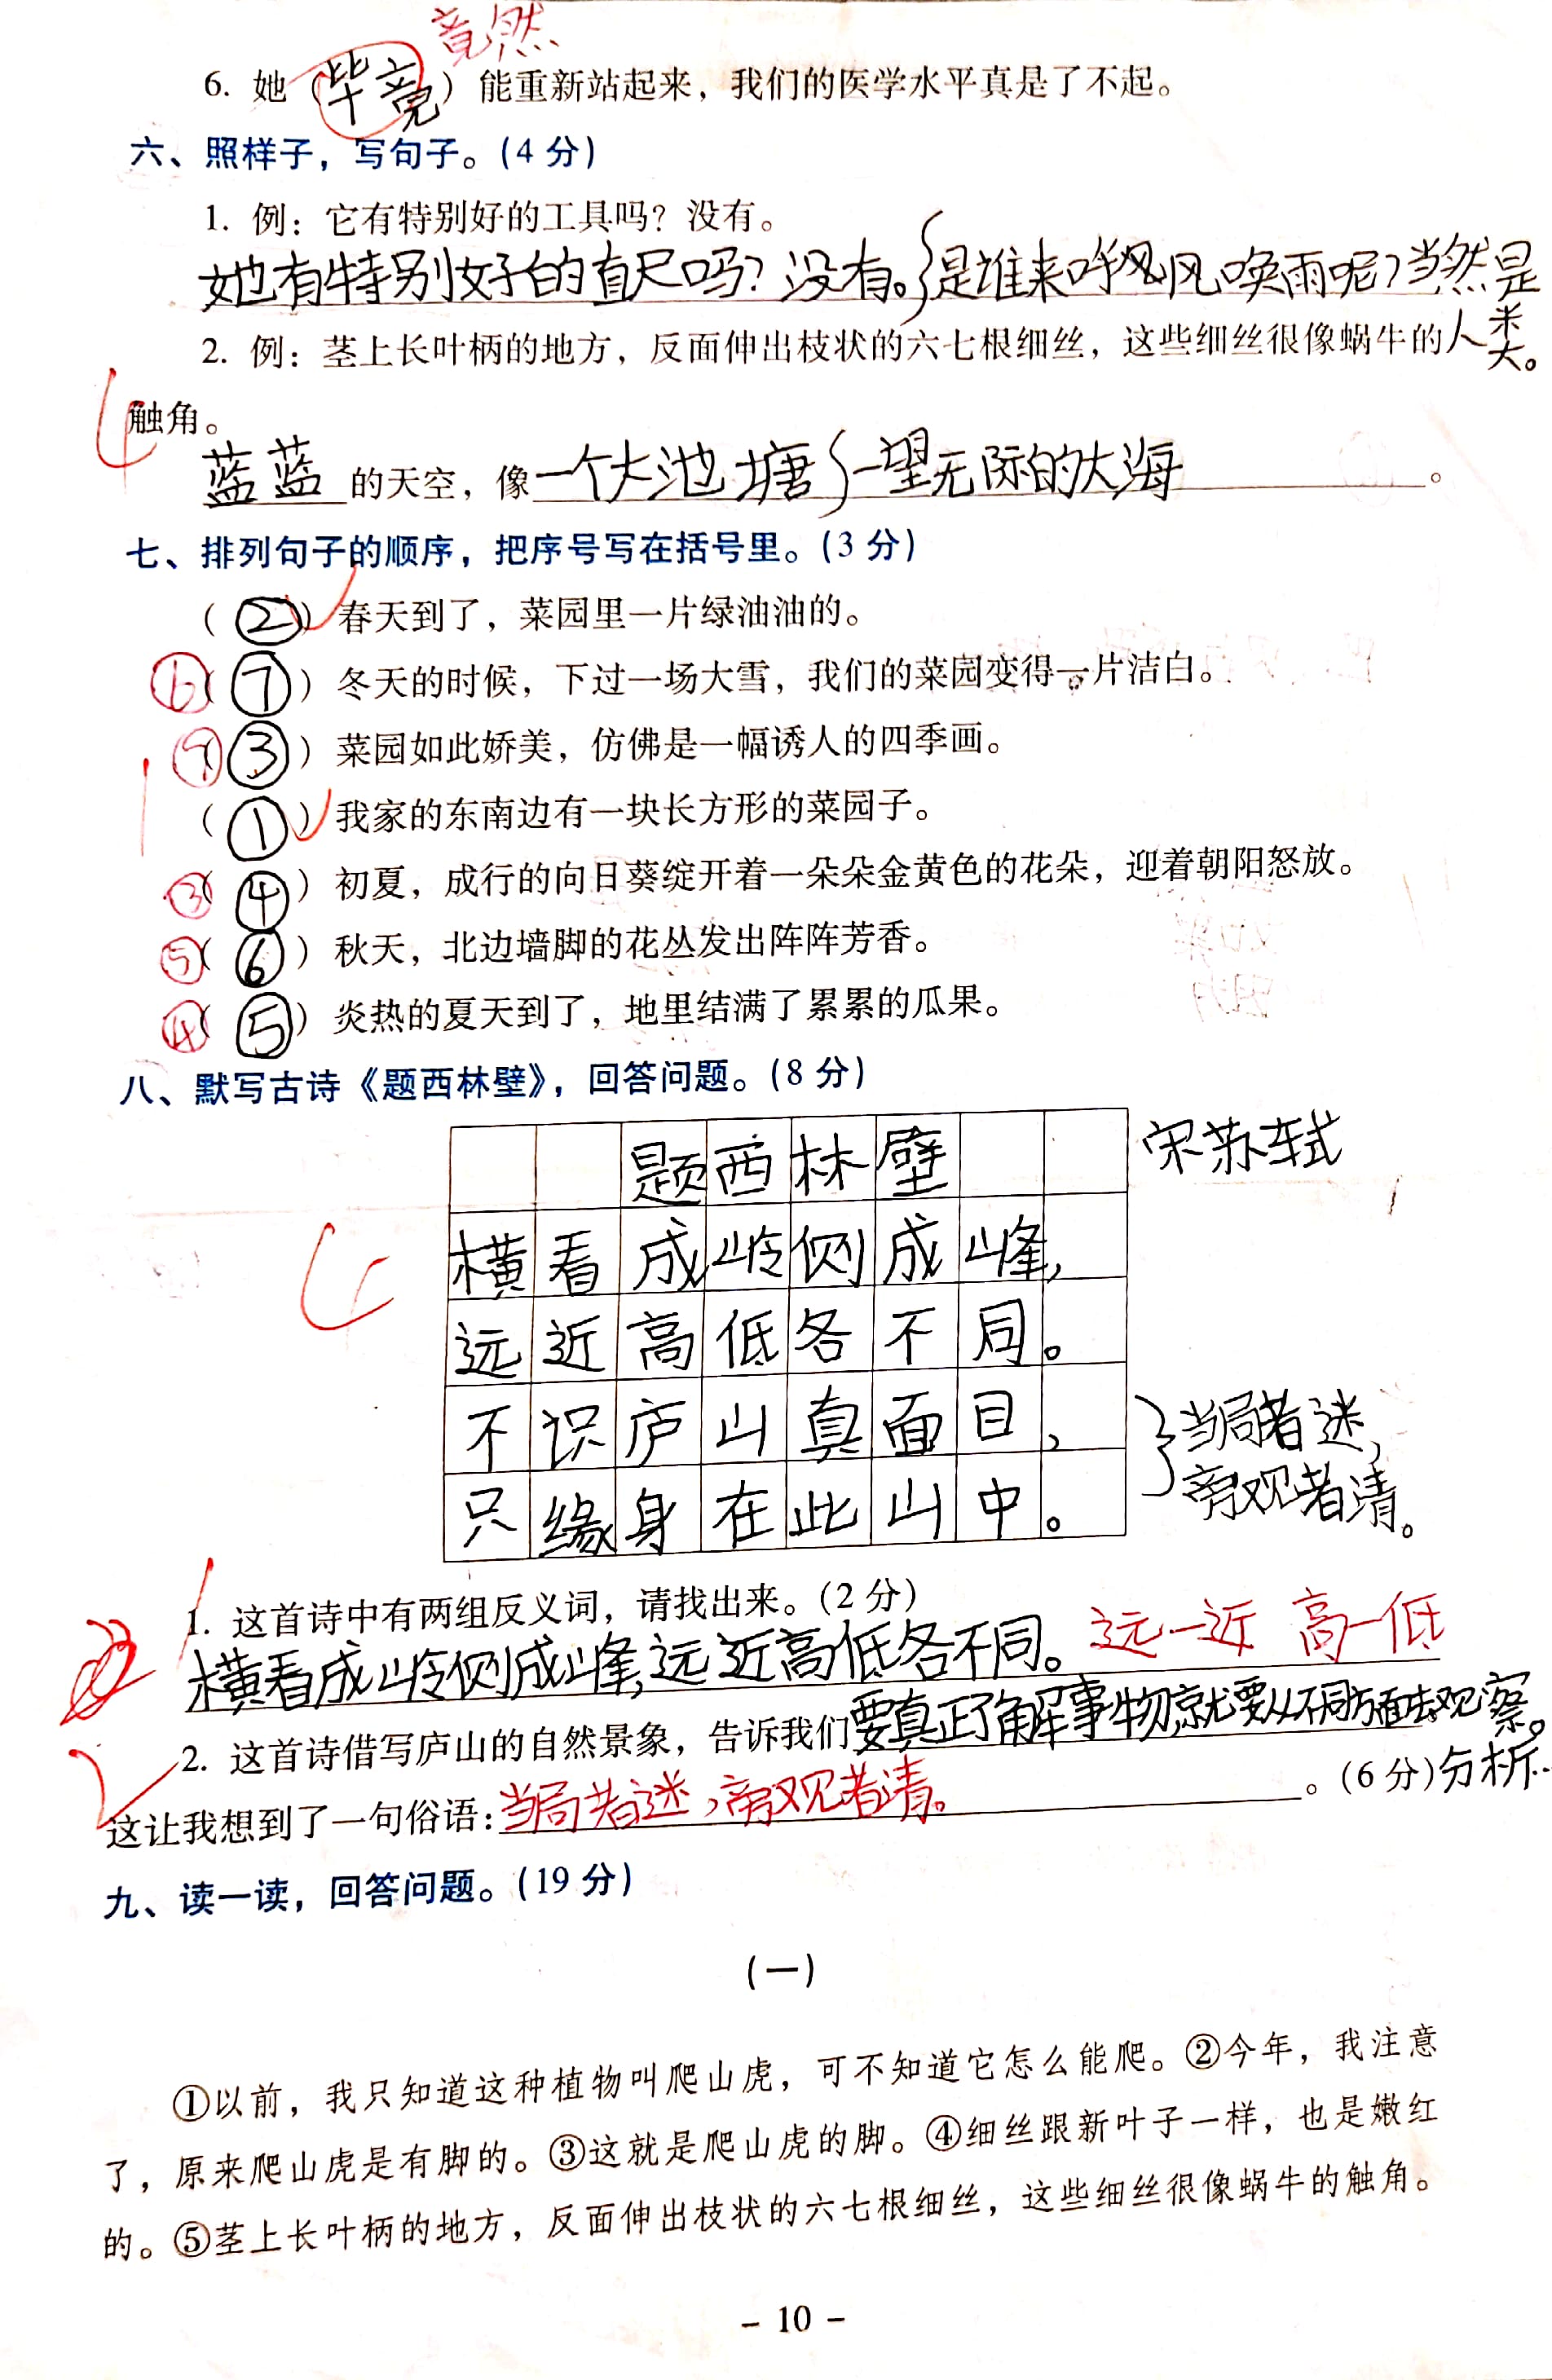 竟然
6. 她（毕竟）能重新站起来，我们的医学水平真是了不起。
六、照样子，写句子。（4 分）
1. 例：它有特别好的工具吗？没有。
她有特别好的直尺吗？没有。}是谁来呼风唤雨呢？当然是
人类。
2. 例：茎上长叶柄的地方，反面伸出枝状的六七根细丝，这些细丝很像蜗牛的
触角。
4
蓝蓝的天空，像一个大池塘}一望无际的大海。
七、排列句子的顺序，把序号写在括号里。（3 分）
（②）春天到了，菜园里一片绿油油的。
⑥（⑦）冬天的时候，下过一场大雪，我们的菜园变得一片洁白。
⑦（③）菜园如此娇美，仿佛是一幅诱人的四季画。
（①）我家的东南边有一块长方形的菜园子。
③（④）初夏，成行的向日葵绽开着一朵朵金黄色的花朵，迎着朝阳怒放。
⑤（⑥）秋天，北边墙脚的花丛发出阵阵芳香。
④（⑤）炎热的夏天到了，地里结满了累累的瓜果。
八、默写古诗《题西林壁》，回答问题。（8 分）
题西林壁 宋苏轼
横看成岭侧成峰，
远近高低各不同。
不识庐山真面目，
只缘身在此山中。
}当局者迷，
旁观者清。
1. 这首诗中有两组反义词，请找出来。（2 分）
横看成岭侧成峰，远近高低各不同。 远—近 高—低
2. 这首诗借写庐山的自然景象，告诉我们要真正了解事物就要从不同方面去观察。
分析..
这让我想到了一句俗语：当局者迷，旁观者清。。（6 分）
九、读一读，回答问题。（19 分）
（一）
①以前，我只知道这种植物叫爬山虎，可不知道它怎么能爬。②今年，我注意
了，原来爬山虎是有脚的。③这就是爬山虎的脚。④细丝跟新叶子一样，也是嫩红
的。⑤茎上长叶柄的地方，反面伸出枝状的六七根细丝，这些细丝很像蜗牛的触角。
- 10 -